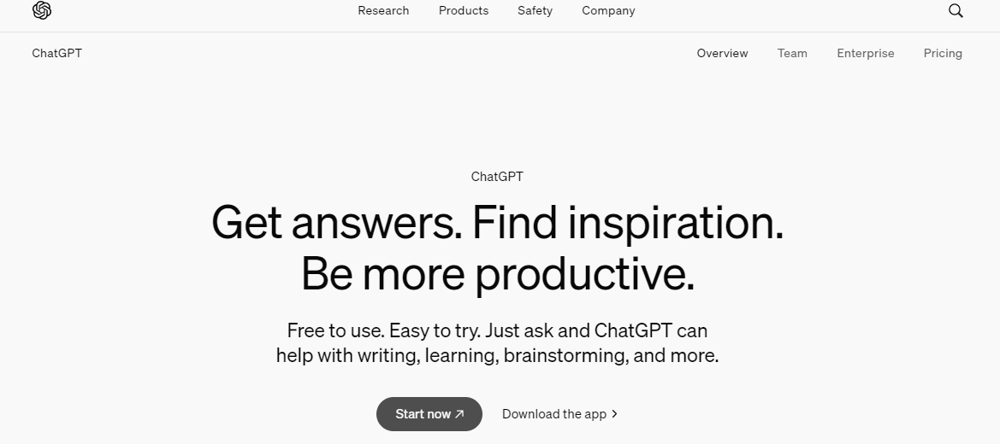 Research Products Safety Company
ChatGPT Overview Team Enterprise Pricing
ChatGPT
Get answers. Find inspiration.
Be more productive.
Free to use. Easy to try. Just ask and ChatGPT can
help with writing, learning, brainstorming, and more.
Start now Download the app